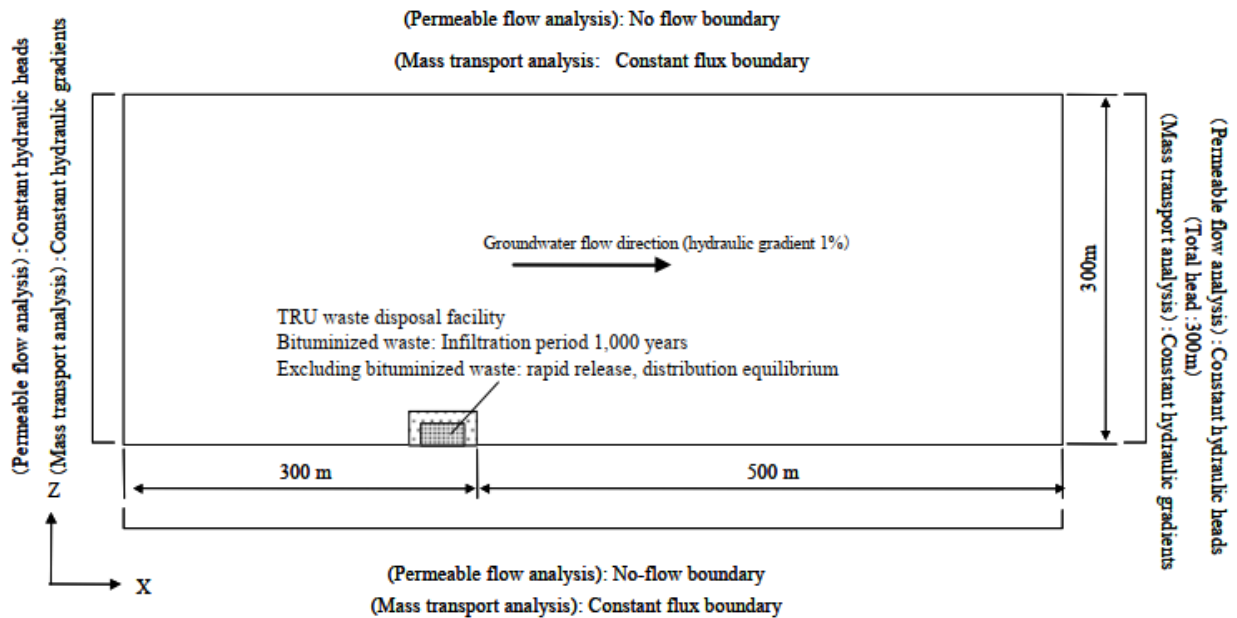 (Permeable flow analysis): No flow boundary
(Mass transport analysis: Constant flux boundary
(Permeable flow analysis) : Constant hydraulic heads
(Mass transport analysis) : Constant hydraulic gradients
Groundwater flow direction (hydraulic gradient 1%)
TRU waste disposal facility
Bituminized waste: Infiltration period 1,000 years
Excluding bituminized waste: rapid release, distribution equilibrium
300m
(Permeable flow analysis) : Constant hydraulic heads
(Total head :300m)
(Mass transport analysis) : Constant hydraulic gradients
300 m
500 m
Z
X
(Permeable flow analysis): No-flow boundary
(Mass transport analysis): Constant flux boundary